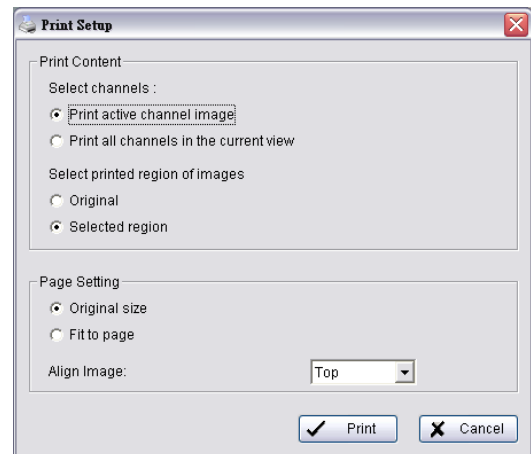 Print Setup
Print Content
Select channels :
Print active channel image
Print all channels in the current view
Select printed region of images
Original
Selected region
Page Setting
Original size
Fit to page
Align Image:
Top
Print
Cancel